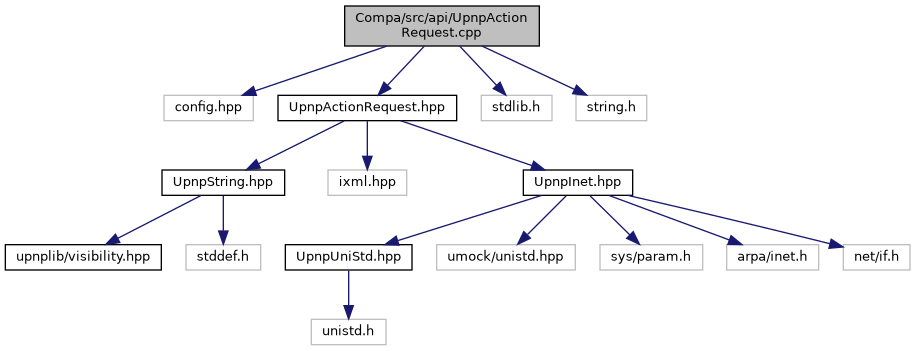 Compa/src/api/UpnpAction
Request.cpp
config.hpp
UpnpActionRequest.hpp
stdlib.h
string.h
UpnpString.hpp
ixml.hpp
UpnpInet.hpp
upnplib/visibility.hpp
stddef.h
UpnpUniStd.hpp
umock/unistd.hpp
sys/param.h
arpa/inet.h
net/if.h
unistd.h